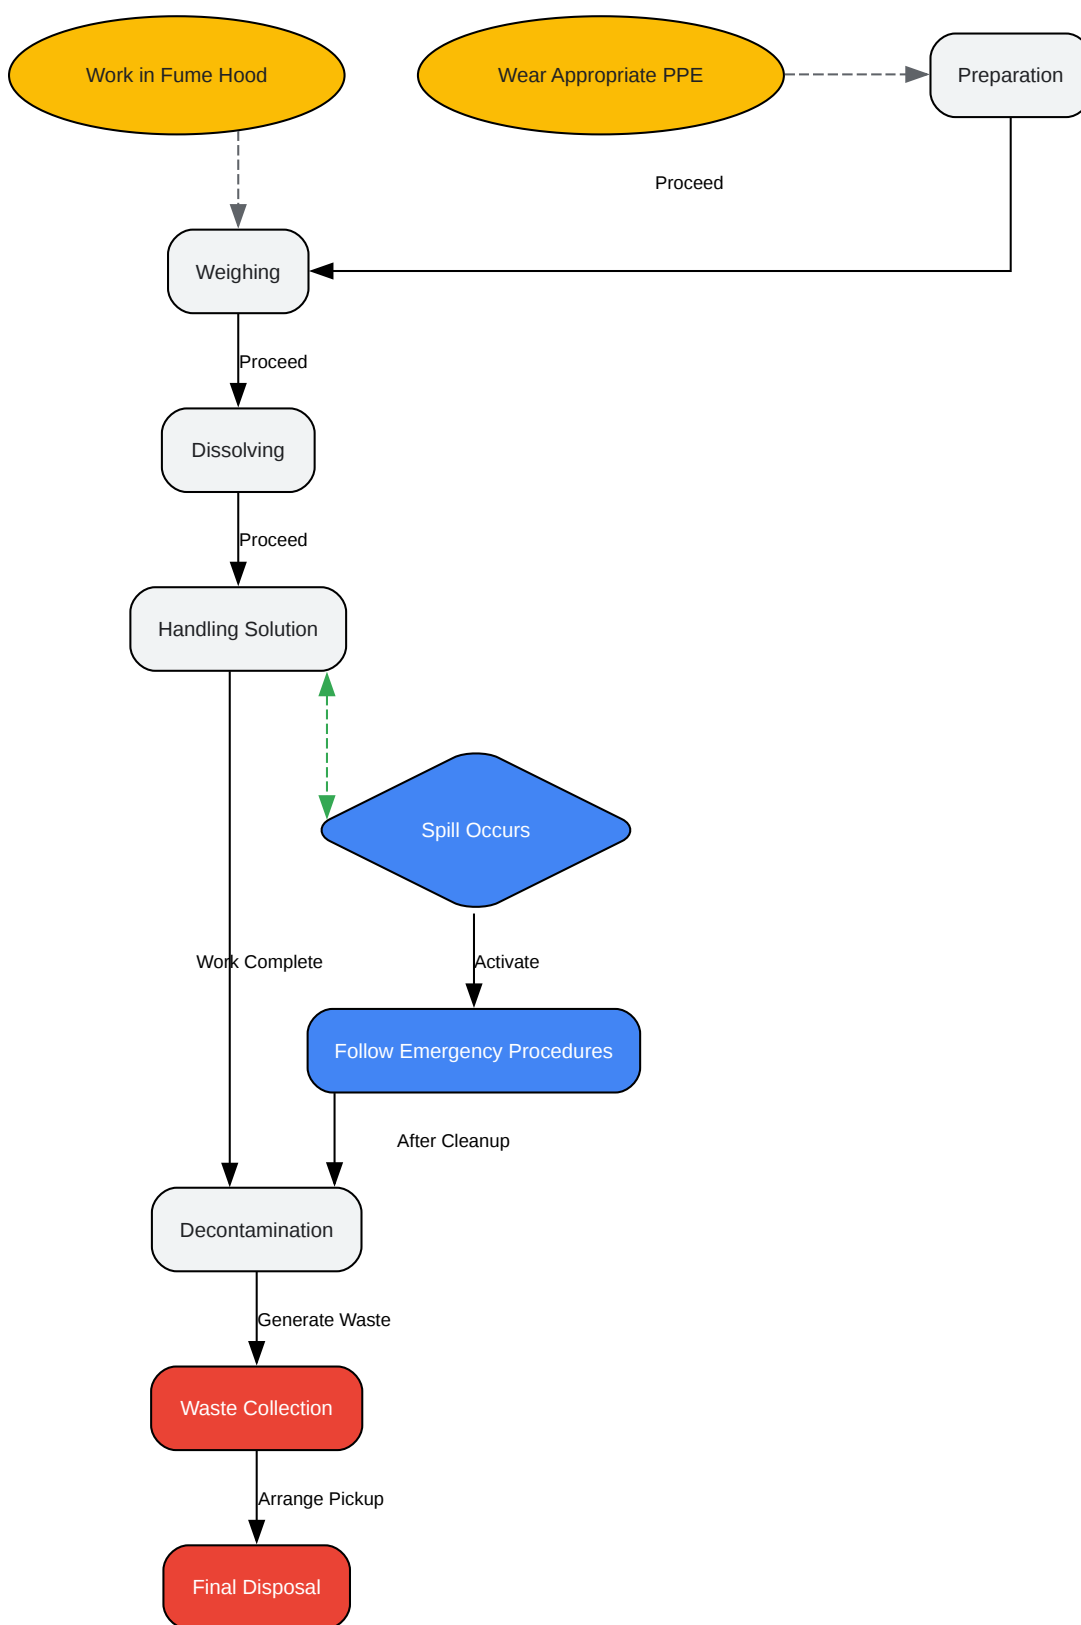 Work in Fume Hood
Wear Appropriate PPE
Preparation
Proceed
Weighing
Proceed
Dissolving
Proceed
Handling Solution
Spill Occurs
Work Complete
Activate
Follow Emergency Procedures
After Cleanup
Decontamination
Generate Waste
Waste Collection
Arrange Pickup
Final Disposal